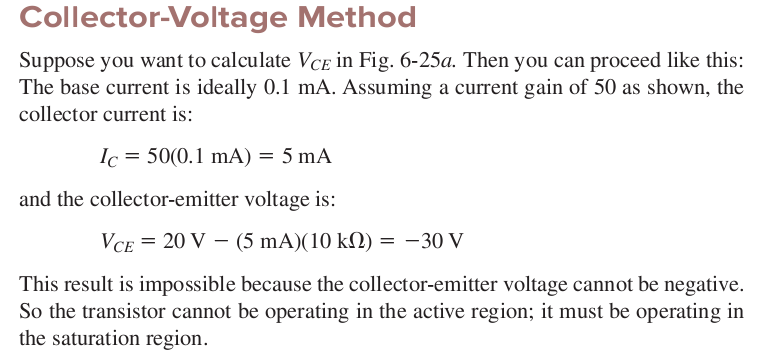 Collector-Voltage Method
Suppose you want to calculate VCE in Fig. 6-25a. Then you can proceed like this:
The base current is ideally 0.1 mA. Assuming a current gain of 50 as shown, the
collector current is:
IC = 50(0.1 mA) = 5 mA
and the collector-emitter voltage is:
VCE = 20 V − (5 mA)(10 kΩ) = −30 V
This result is impossible because the collector-emitter voltage cannot be negative.
So the transistor cannot be operating in the active region; it must be operating in
the saturation region.